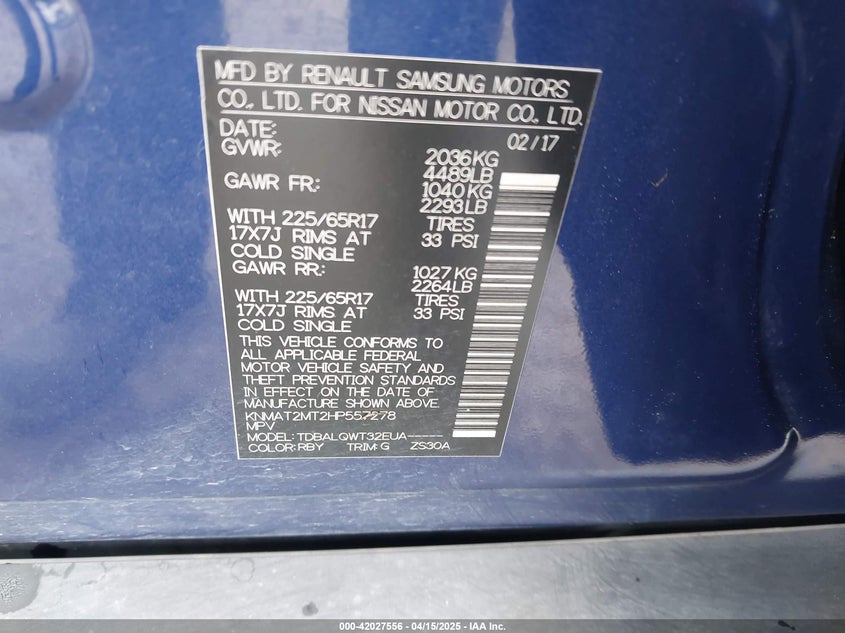 MFD BY RENAULT SAMSUNG MOTORS
CO., LTD. FOR NISSAN MOTOR CO., LTD.
DATE: 02/17
GVWR: 2036KG
4489LB
GAWR FR: 1040KG
2293LB
WITH 225/65R17 TIRES
17X7J RIMS AT 33 PSI
COLD SINGLE
GAWR RR: 1027KG
2264LB
WITH 225/65R17 TIRES
17X7J RIMS AT 33 PSI
COLD SINGLE
THIS VEHICLE CONFORMS TO
ALL APPLICABLE FEDERAL
MOTOR VEHICLE SAFETY AND
THEFT PREVENTION STANDARDS
IN EFFECT ON THE DATE OF
MANUFACTURE SHOWN ABOVE.
KNMAT2MT2HP557278
MPV
MODEL: TDBALQWT32EUA-----
COLOR: RBY TRIM: G ZS30A
000-42027556 - 04/15/2025 - IAA Inc.